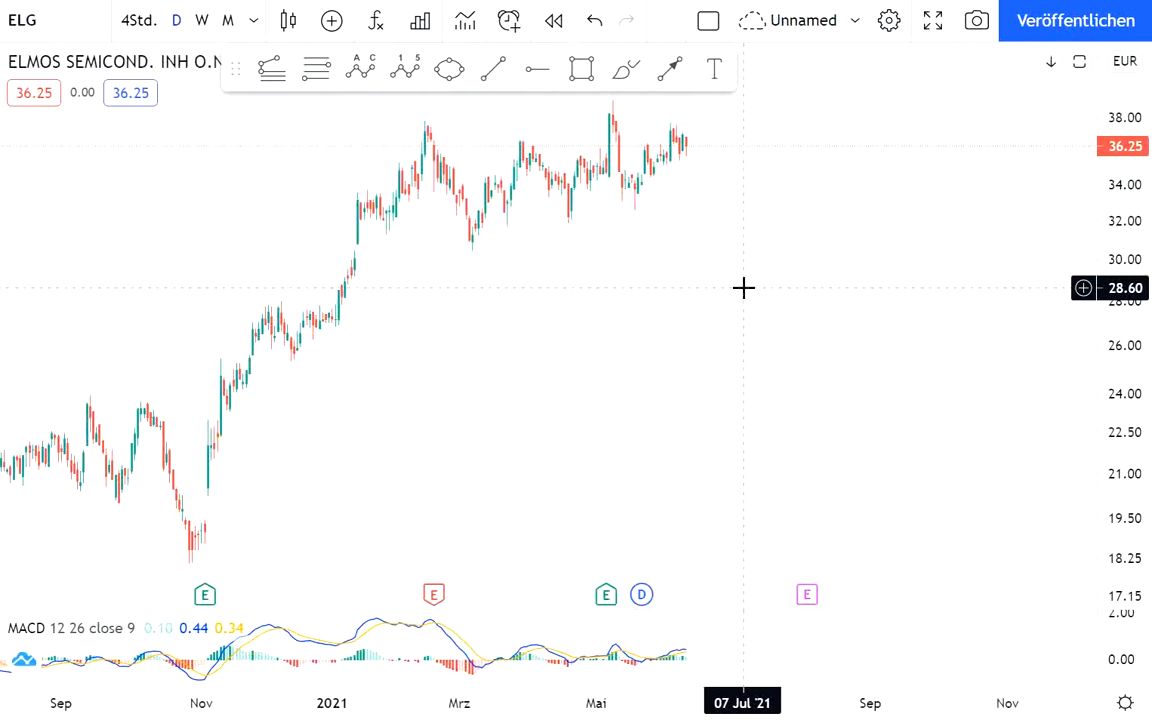 ELG 4Std. D W M Unnamed Veröffentlichen
ELMOS SEMICOND. INH O.N
A C 1 5 T
EUR
36.25 0.00 36.25
38.00
36.25
34.00
32.00
30.00
28.60
28.00
26.00
24.00
22.50
21.00
19.50
18.25
E E E D E
17.15
2.00
MACD 12 26 close 9 0.10 0.44 0.34
0.00
Sep Nov 2021 Mrz Mai 07 Jul '21 Sep Nov